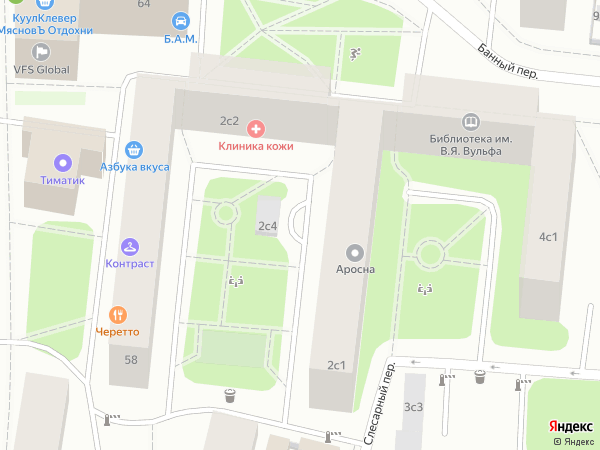 64
КуулКлевер
МясновЪ Отдохни
Б.А.М.
VFS Global
Банный пер.
2с2
Клиника кожи
Библиотека им.
В.Я. Вульфа
Азбука вкуса
Тиматик
2с4
4с1
Контраст
Аросна
Черетто
58
2с1
Слесарный пер.
3с3
Яндекс
© Яндекс